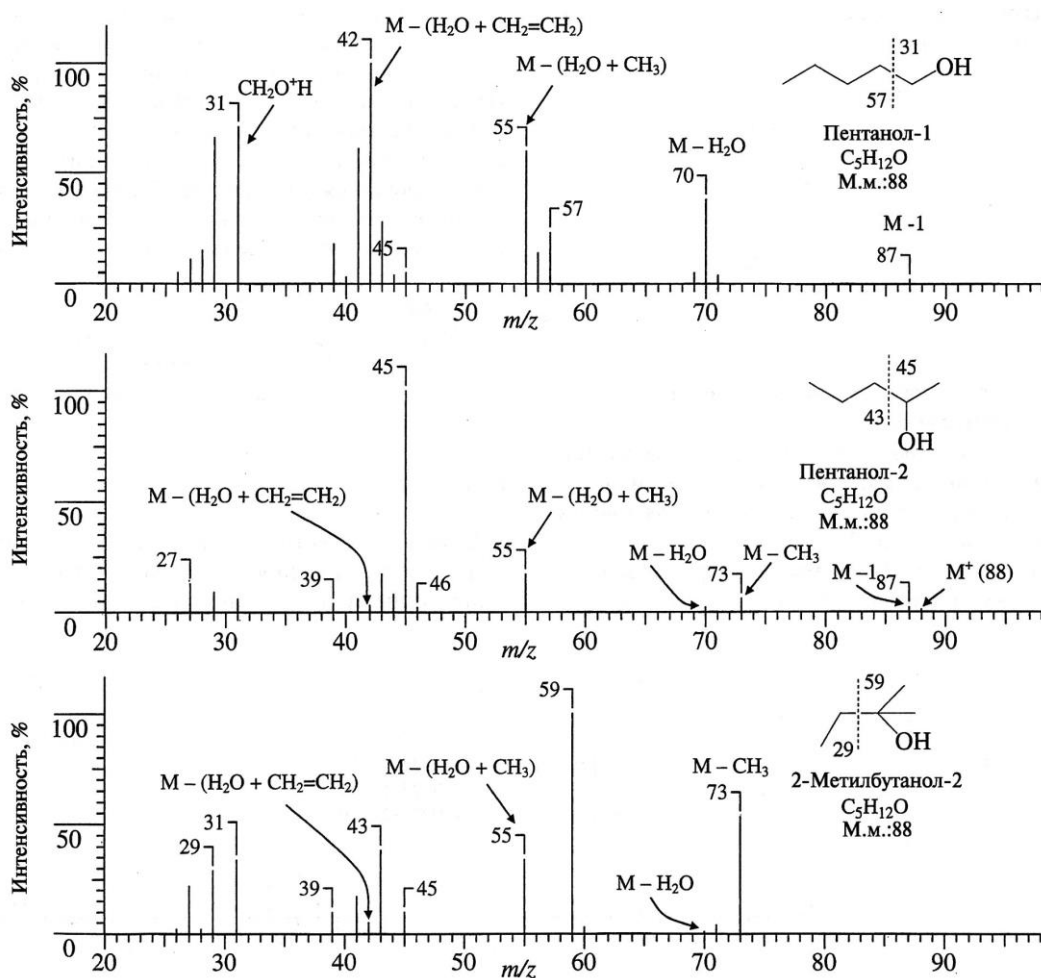 Интенсивность, %
100
50
0
CH₂O⁺H
31
42
M – (H₂O + CH₂=CH₂)
M – (H₂O + CH₃)
55
45
57
M – H₂O
70
M -1
87
31
OH
57
Пентанол-1
C₅H₁₂O
М.м.:88
20 30 40 50 60 70 80 90
m/z
Интенсивность, %
100
50
0
45
M – (H₂O + CH₂=CH₂)
27
39
46
M – (H₂O + CH₃)
55
M – H₂O
M – CH₃
73
M –1
87
M⁺ (88)
45
43
OH
Пентанол-2
C₅H₁₂O
М.м.:88
20 30 40 50 60 70 80 90
m/z
Интенсивность, %
100
50
0
M – (H₂O + CH₂=CH₂)
29
31
39
43
45
M – (H₂O + CH₃)
55
59
M – H₂O
M – CH₃
73
59
29
OH
2-Метилбутанол-2
C₅H₁₂O
М.м.:88
20 30 40 50 60 70 80 90
m/z